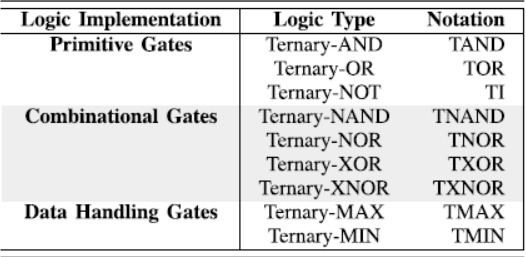 Logic Implementation Logic Type Notation
Primitive Gates Ternary-AND TAND
Ternary-OR TOR
Ternary-NOT TI
Combinational Gates Ternary-NAND TNAND
Ternary-NOR TNOR
Ternary-XOR TXOR
Ternary-XNOR TXNOR
Data Handling Gates Ternary-MAX TMAX
Ternary-MIN TMIN